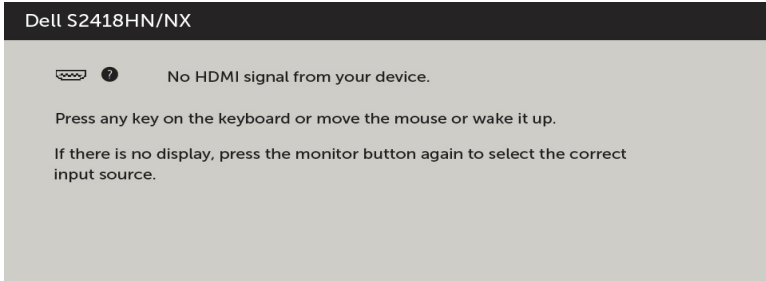 Dell S2418HN/NX
? No HDMI signal from your device.
Press any key on the keyboard or move the mouse or wake it up.
If there is no display, press the monitor button again to select the correct
input source.